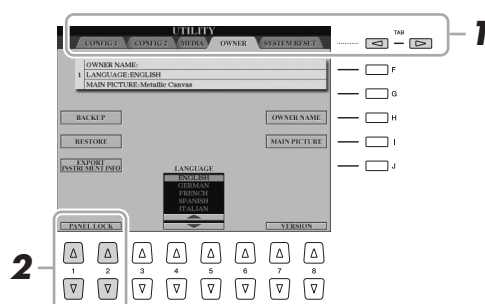 UTILITY
TAB
CONFIG 1 CONFIG 2 MEDIA OWNER SYSTEM RESET
1
OWNER NAME:
1 LANGUAGE:ENGLISH
MAIN PICTURE:Metallic Canvas
F
G
BACKUP OWNER NAME H
RESTORE MAIN PICTURE I
EXPORT
INSTRUMENT INFO
J
LANGUAGE
ENGLISH
GERMAN
FRENCH
SPANISH
ITALIAN
PANEL LOCK VERSION
2
1 2 3 4 5 6 7 8